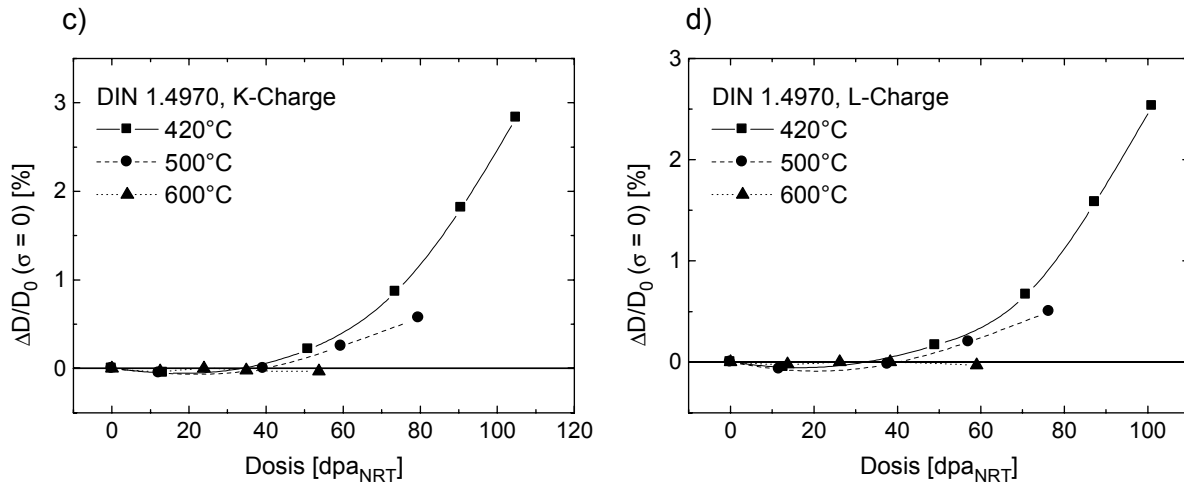 c)
ΔD/D₀ (σ = 0) [%]
3
2
1
0
DIN 1.4970, K-Charge
420°C
500°C
600°C
0 20 40 60 80 100 120
Dosis [dpa_NRT]
d)
ΔD/D₀ (σ = 0) [%]
3
2
1
0
DIN 1.4970, L-Charge
420°C
500°C
600°C
0 20 40 60 80 100
Dosis [dpa_NRT]